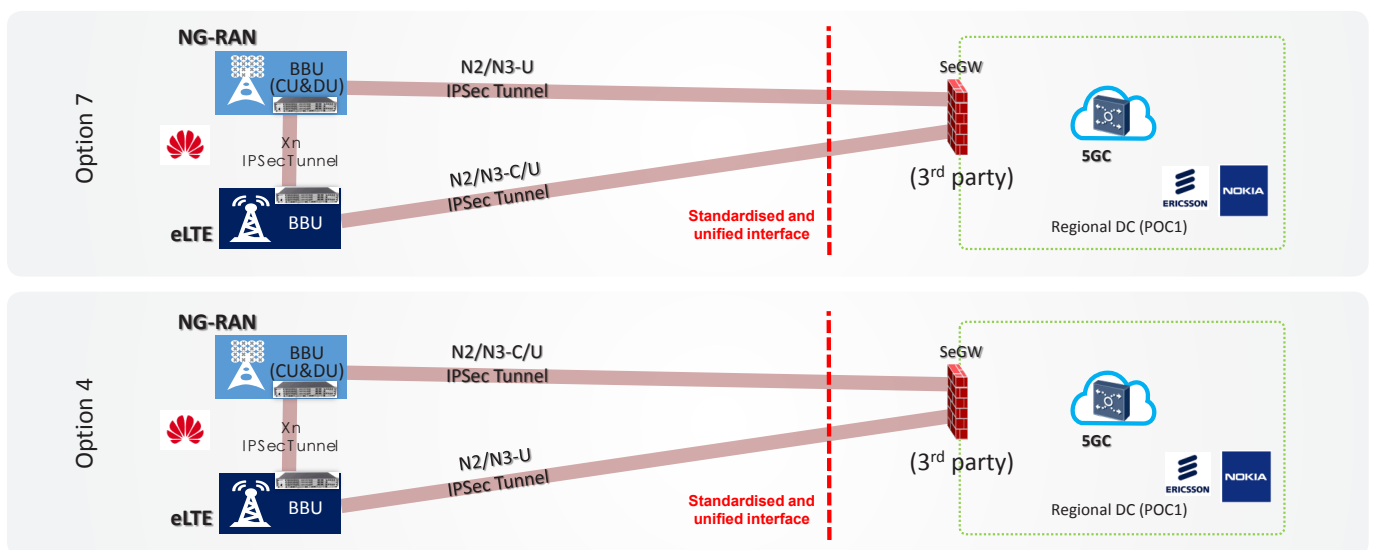 Option 7
NG-RAN
BBU
(CU&DU)
N2/N3-U
IPSec Tunnel
SeGW
Xn
IPSecTunnel
5GC
N2/N3-C/U
IPSec Tunnel
(3rd party)
ERICSSON
NOKIA
eLTE
BBU
Standardised and
unified interface
Regional DC (POC1)
Option 4
NG-RAN
BBU
(CU&DU)
N2/N3-C/U
IPSec Tunnel
SeGW
Xn
IPSecTunnel
5GC
N2/N3-U
IPSec Tunnel
(3rd party)
ERICSSON
NOKIA
eLTE
BBU
Standardised and
unified interface
Regional DC (POC1)